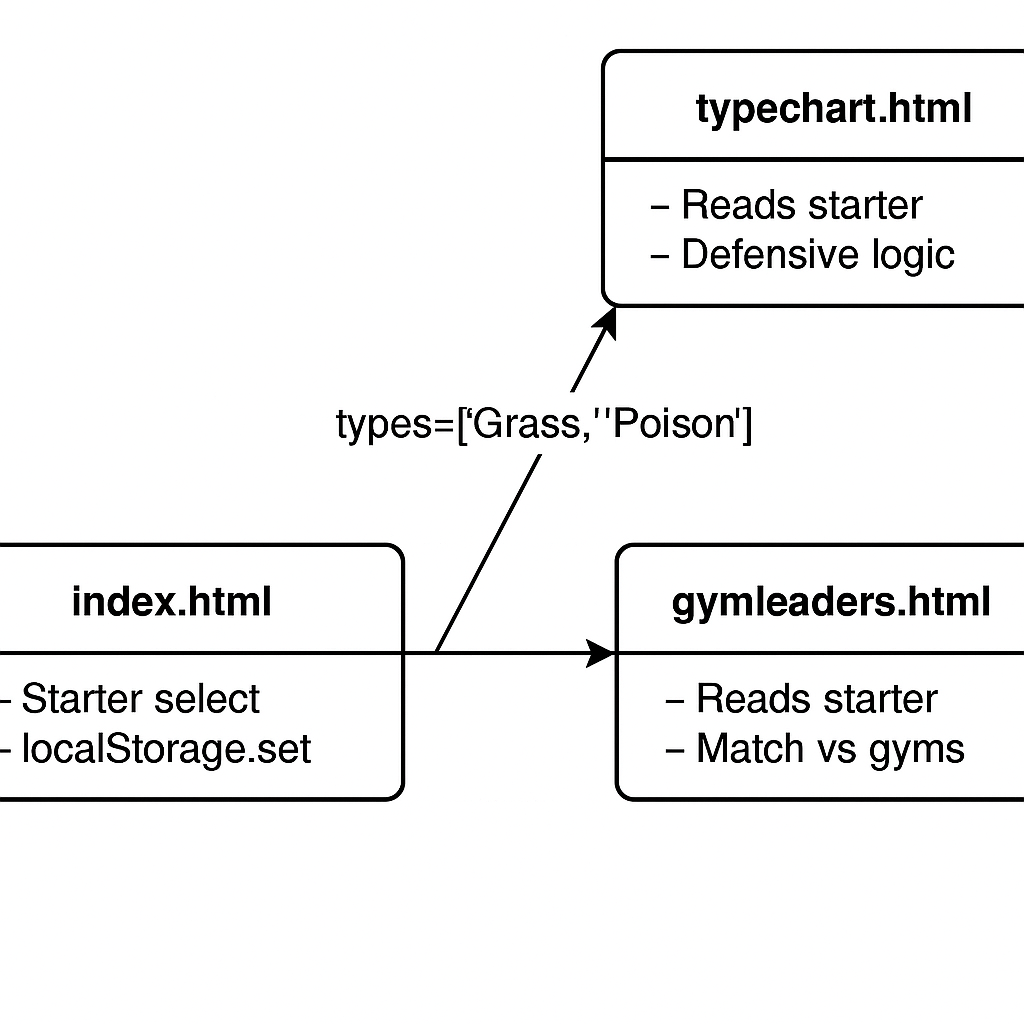 typechart.html
– Reads starter
– Defensive logic
types=[‘Grass,''Poison']
index.html
– Starter select
– localStorage.set
gymleaders.html
– Reads starter
– Match vs gyms